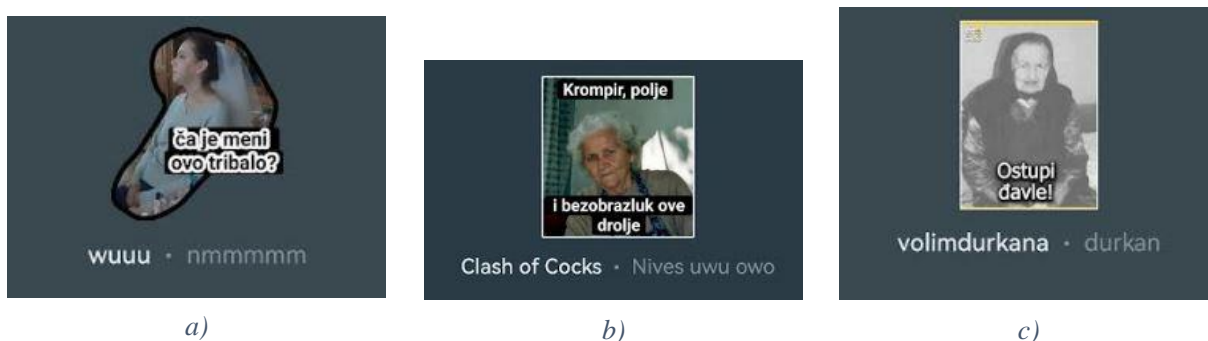 ča je meni
ovo tribalo?
wuuu • nmmmmm
a)
Krompir, polje
i bezobrazluk ove
drolje
Clash of Cocks • Nives uwu owo
b)
Ostupi
đavle!
volimdurkana • durkan
c)